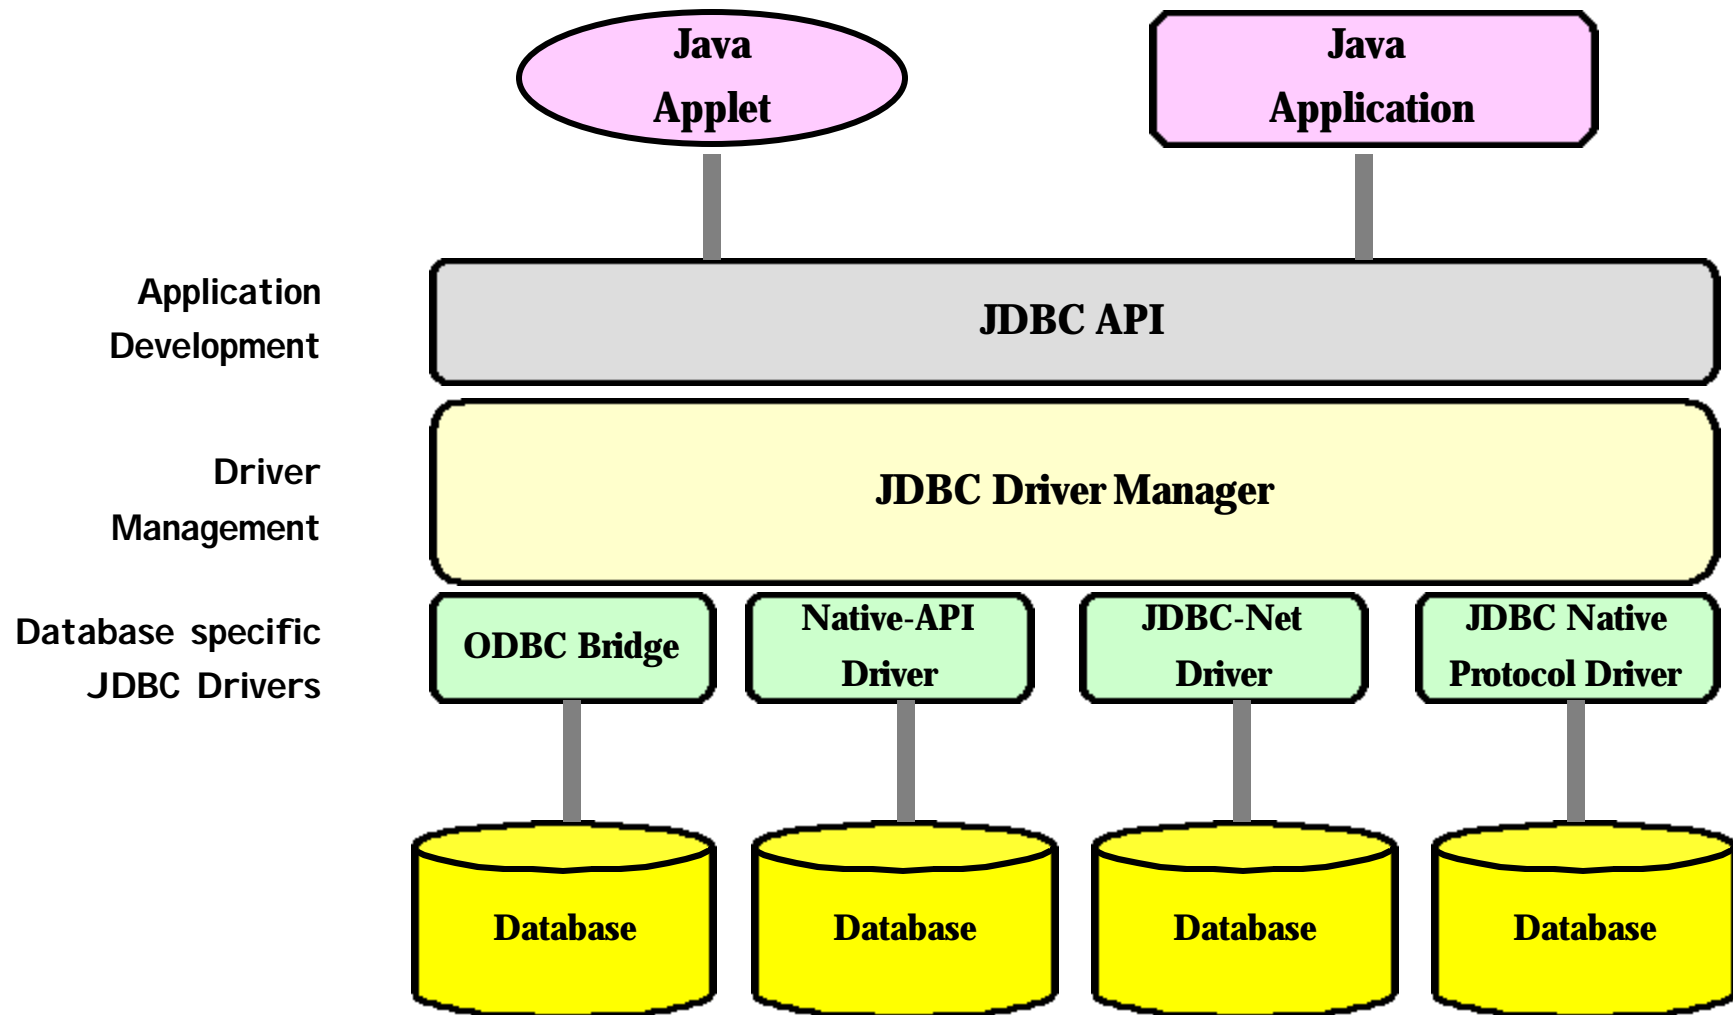 Java
Applet
Java
Application
Application
Development
JDBC API
Driver
Management
JDBC Driver Manager
Database specific
JDBC Drivers
ODBC Bridge
Native-API
Driver
JDBC-Net
Driver
JDBC Native
Protocol Driver
Database
Database
Database
Database